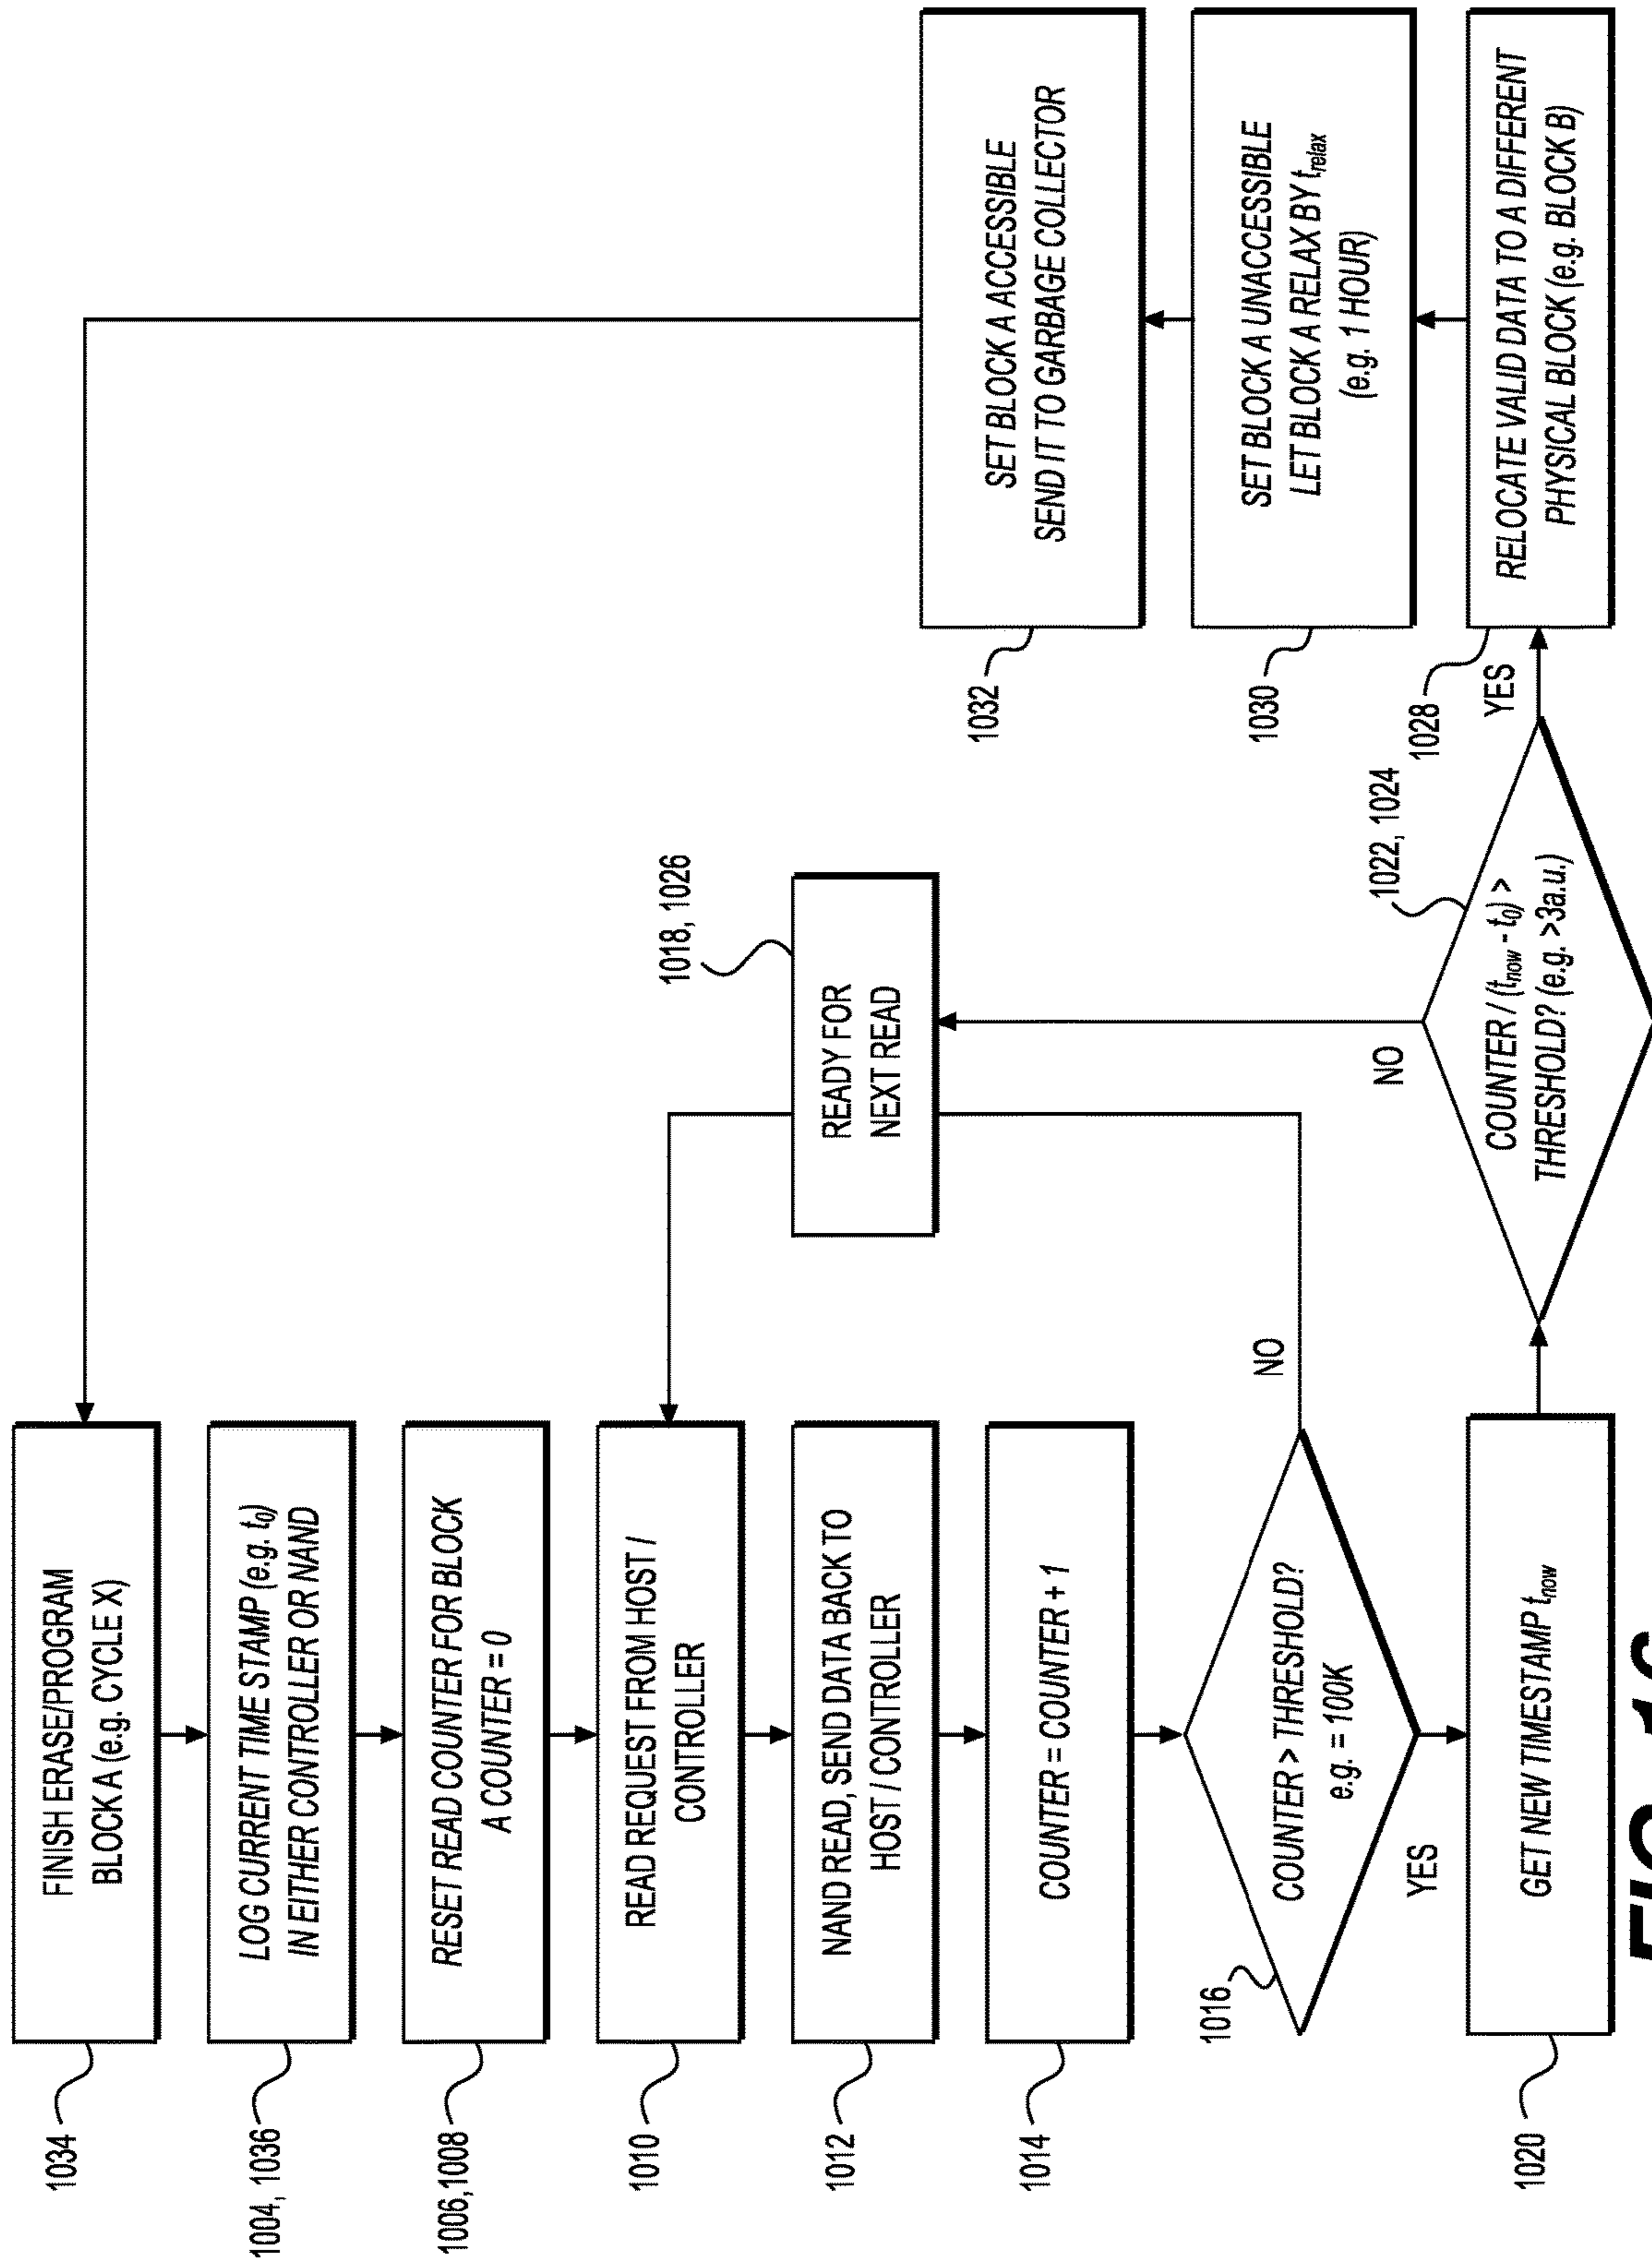 1034
FINISH ERASE/PROGRAM
BLOCK A (e.g. CYCLE X)
1004, 1036
LOG CURRENT TIME STAMP (e.g. t0)
IN EITHER CONTROLLER OR NAND
1006,1008
RESET READ COUNTER FOR BLOCK
A COUNTER = 0
1010
READ REQUEST FROM HOST /
CONTROLLER
1012
NAND READ, SEND DATA BACK TO
HOST / CONTROLLER
1014
COUNTER = COUNTER + 1
1016
COUNTER > THRESHOLD?
e.g. = 100K
NO
YES
1020
GET NEW TIMESTAMP tnow
1018, 1026
READY FOR
NEXT READ
NO
1022, 1024
COUNTER / (tnow - t0) >
THRESHOLD? (e.g. >3a.u.)
YES
1028
RELOCATE VALID DATA TO A DIFFERENT
PHYSICAL BLOCK (e.g. BLOCK B)
1030
SET BLOCK A UNACCESSIBLE
LET BLOCK A RELAX BY trelax
(e.g. 1 HOUR)
1032
SET BLOCK A ACCESSIBLE
SEND IT TO GARBAGE COLLECTOR